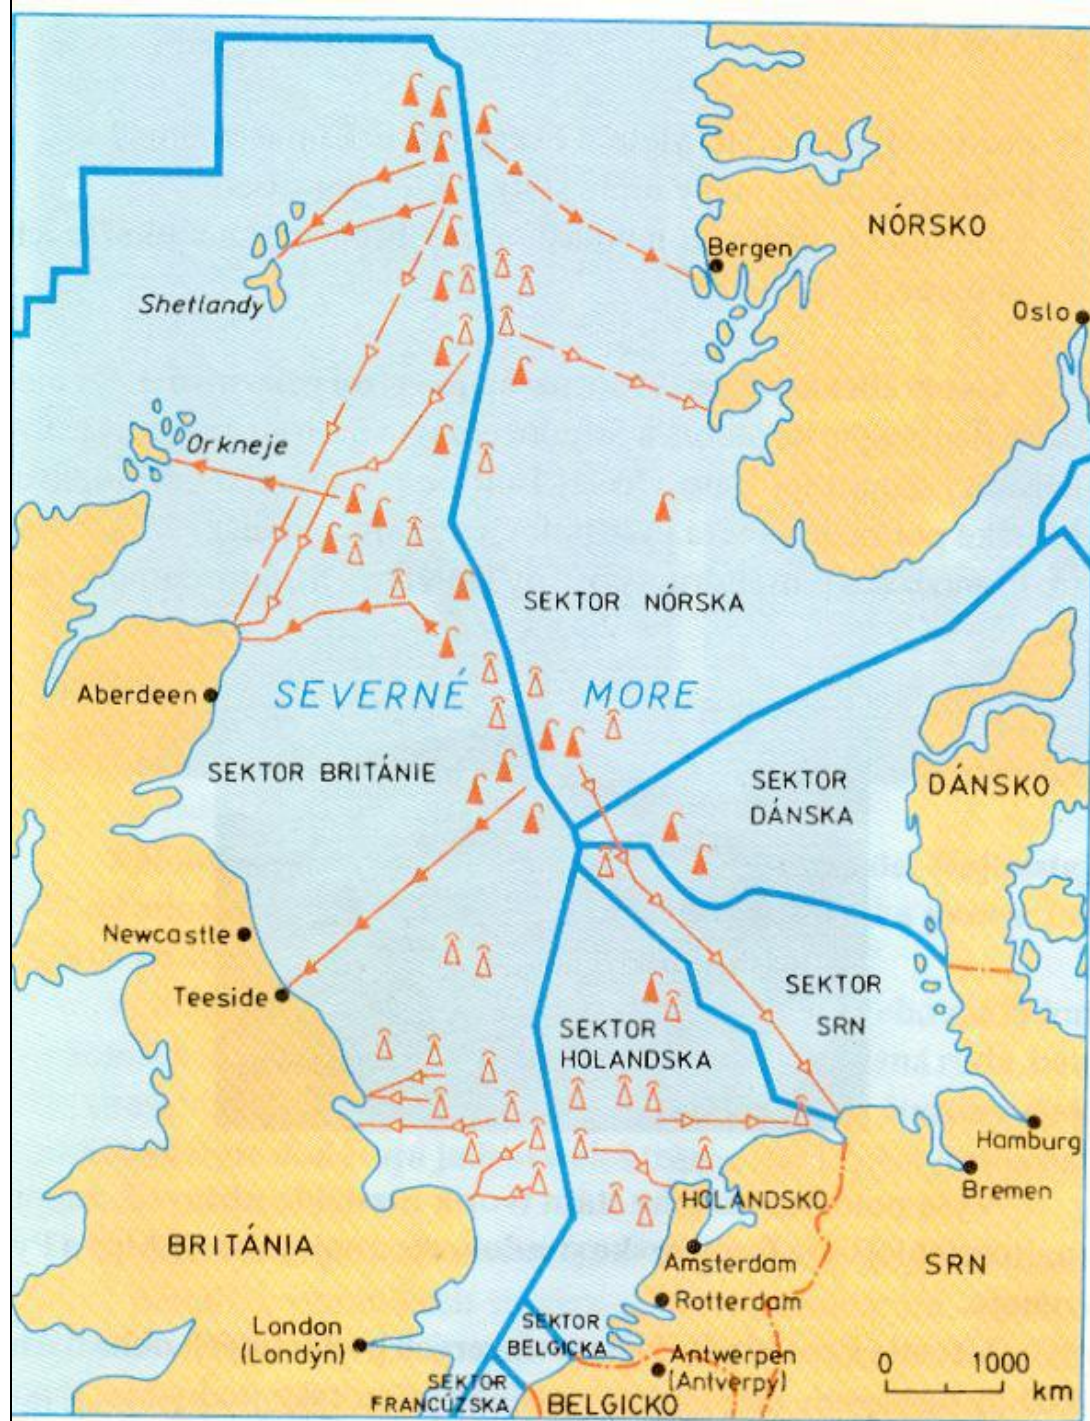 NÓRSKO
Bergen
Oslo
Shetlandy
Orkneje
SEKTOR NÓRSKA
Aberdeen
SEVERNÉ MORE
SEKTOR BRITÁNIE
SEKTOR
DÁNSKA
DÁNSKO
Newcastle
Teeside
SEKTOR
SRN
SEKTOR
HOLANDSKA
Hamburg
Bremen
HOLANDSKO
BRITÁNIA
Amsterdam
SRN
Rotterdam
London
(Londýn)
SEKTOR
BELGICKA
Antwerpen
(Antverpy)
0 1000
km
SEKTOR
FRANCÚZSKA
BELGICKO